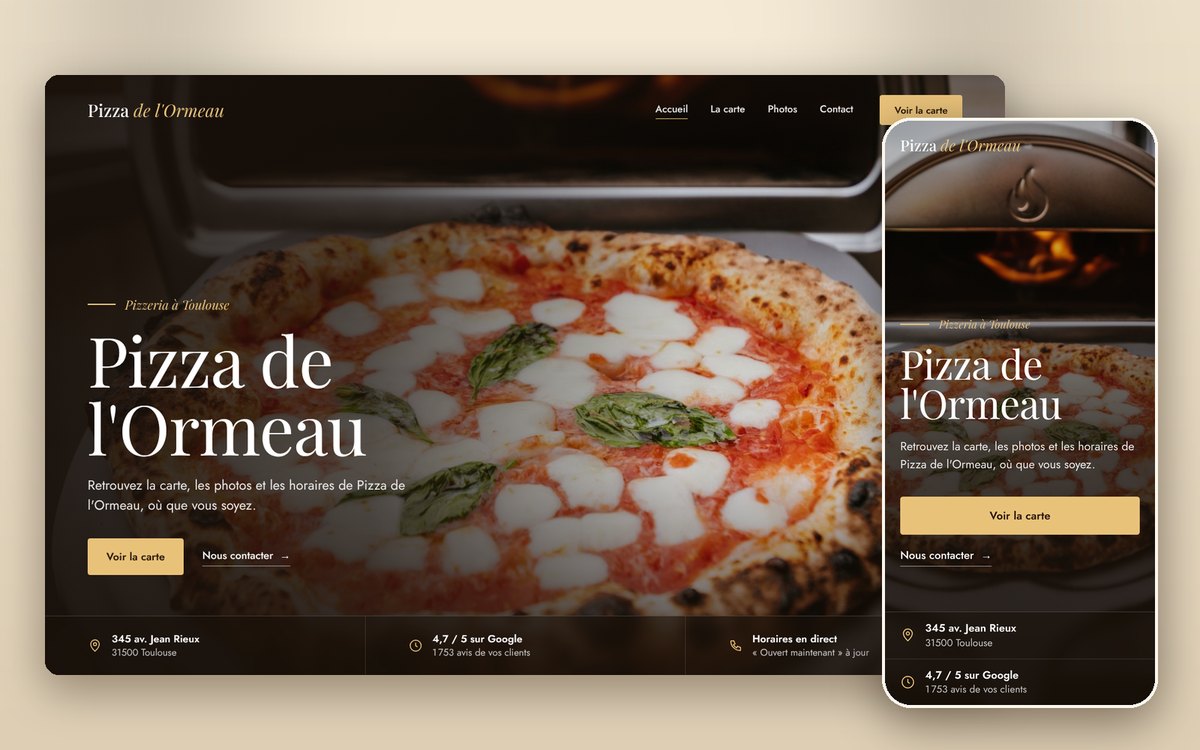 Pizza de l'Ormeau
Accueil
La carte
Photos
Contact
Voir la carte
Pizzeria à Toulouse
Pizza de
l'Ormeau
Retrouvez la carte, les photos et les horaires de Pizza de
l'Ormeau, où que vous soyez.
Voir la carte
Nous contacter →
345 av. Jean Rieux
31500 Toulouse
4,7 / 5 sur Google
1 753 avis de vos clients
Horaires en direct
« Ouvert maintenant » à jour
Pizza de l'Ormeau
Pizzeria à Toulouse
Pizza de
l'Ormeau
Retrouvez la carte, les photos et les horaires de
Pizza de l'Ormeau, où que vous soyez.
Voir la carte
Nous contacter →
345 av. Jean Rieux
31500 Toulouse
4,7 / 5 sur Google
1 753 avis de vos clients